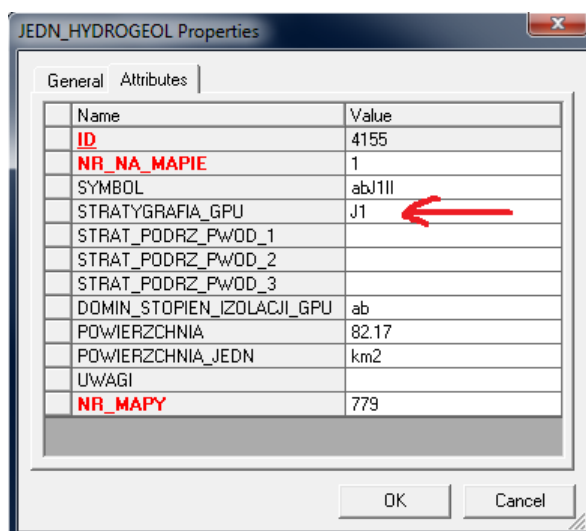 JEDN_HYDROGEOL Properties
General Attributes
Name Value
ID 4155
NR_NA_MAPIE 1
SYMBOL abJ1II
STRATYGRAFIA_GPU J1
STRAT_PODRZ_PWOD_1
STRAT_PODRZ_PWOD_2
STRAT_PODRZ_PWOD_3
DOMIN_STOPIEN_IZOLACJI_GPU ab
POWIERZCHNIA 82.17
POWIERZCHNIA_JEDN km2
UWAGI
NR_MAPY 779
OK Cancel